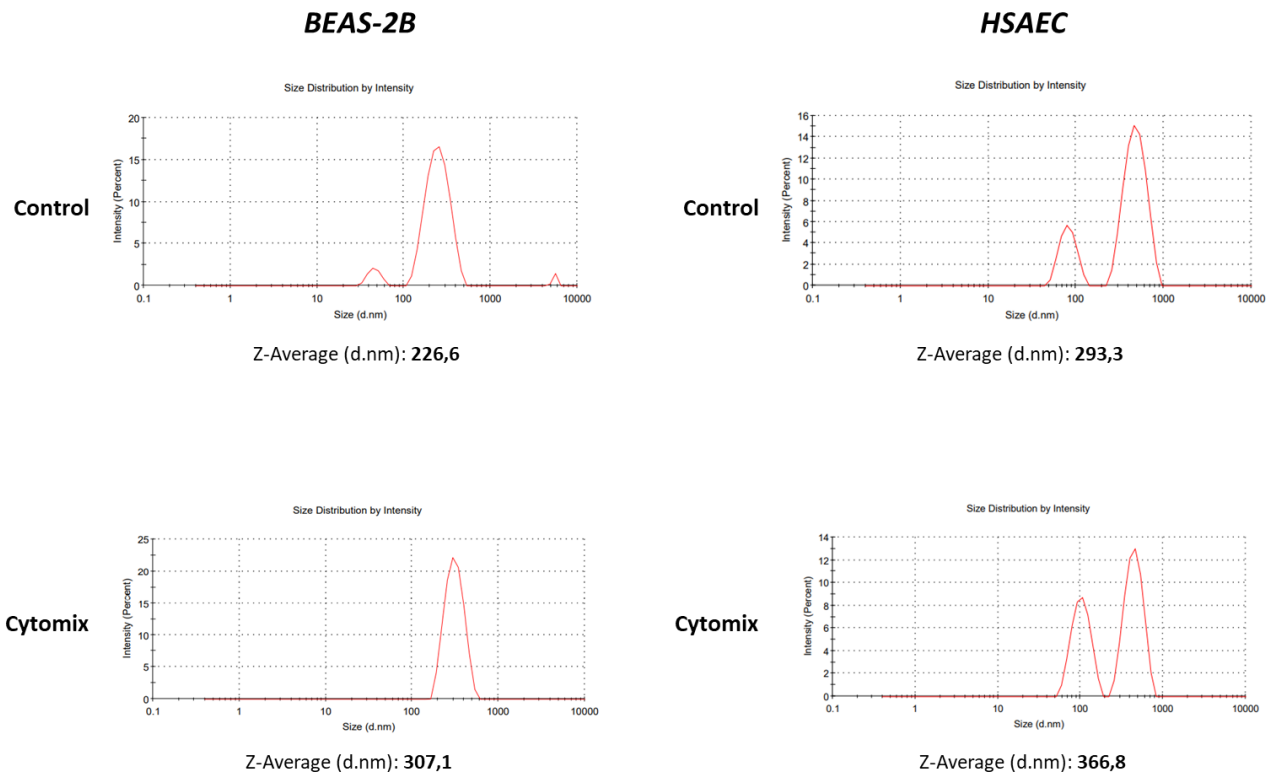 BEAS-2B
HSAEC
Size Distribution by Intensity
20
15
10
5
0
Intensity (Percent)
0.1 1 10 100 1000 10000
Size (d.nm)
Control
Z-Average (d.nm): 226,6
Size Distribution by Intensity
16
14
12
10
8
6
4
2
0
Intensity (Percent)
0.1 1 10 100 1000 10000
Size (d.nm)
Control
Z-Average (d.nm): 293,3
Size Distribution by Intensity
25
20
15
10
5
0
Intensity (Percent)
0.1 1 10 100 1000 10000
Size (d.nm)
Cytomix
Z-Average (d.nm): 307,1
Size Distribution by Intensity
14
12
10
8
6
4
2
0
Intensity (Percent)
0.1 1 10 100 1000 10000
Size (d.nm)
Cytomix
Z-Average (d.nm): 366,8